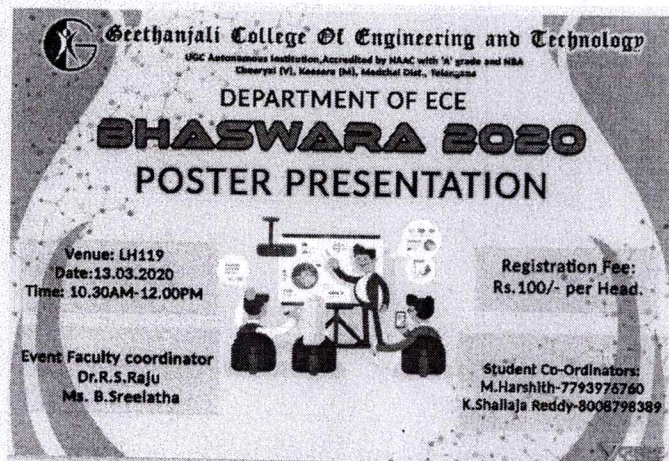 Geethanjali College Of Engineering and Technology
UGC Autonomous Institution,Accredited by NAAC with 'A' grade and NBA
Cheeryal (V), Keesara (M), Medchal Dist., Telangana
DEPARTMENT OF ECE
BHASWARA 2020
POSTER PRESENTATION
Venue: LH119
Date:13.03.2020
Time: 10.30AM-12.00PM
Registration Fee:
Rs.100/- per Head.
Event Faculty coordinator
Dr.R.S.Raju
Ms. B.Sreelatha
Student Co-Ordinators:
M.Harshith-7793976760
K.Shailaja Reddy-8008798389